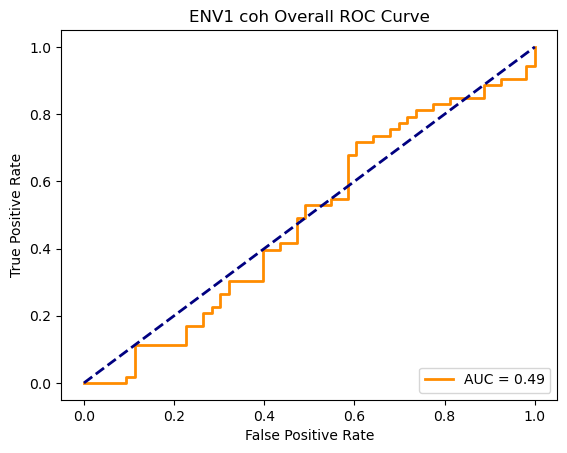 ENV1 coh Overall ROC Curve
True Positive Rate
1.0
0.8
0.6
0.4
0.2
0.0
AUC = 0.49
0.0 0.2 0.4 0.6 0.8 1.0
False Positive Rate